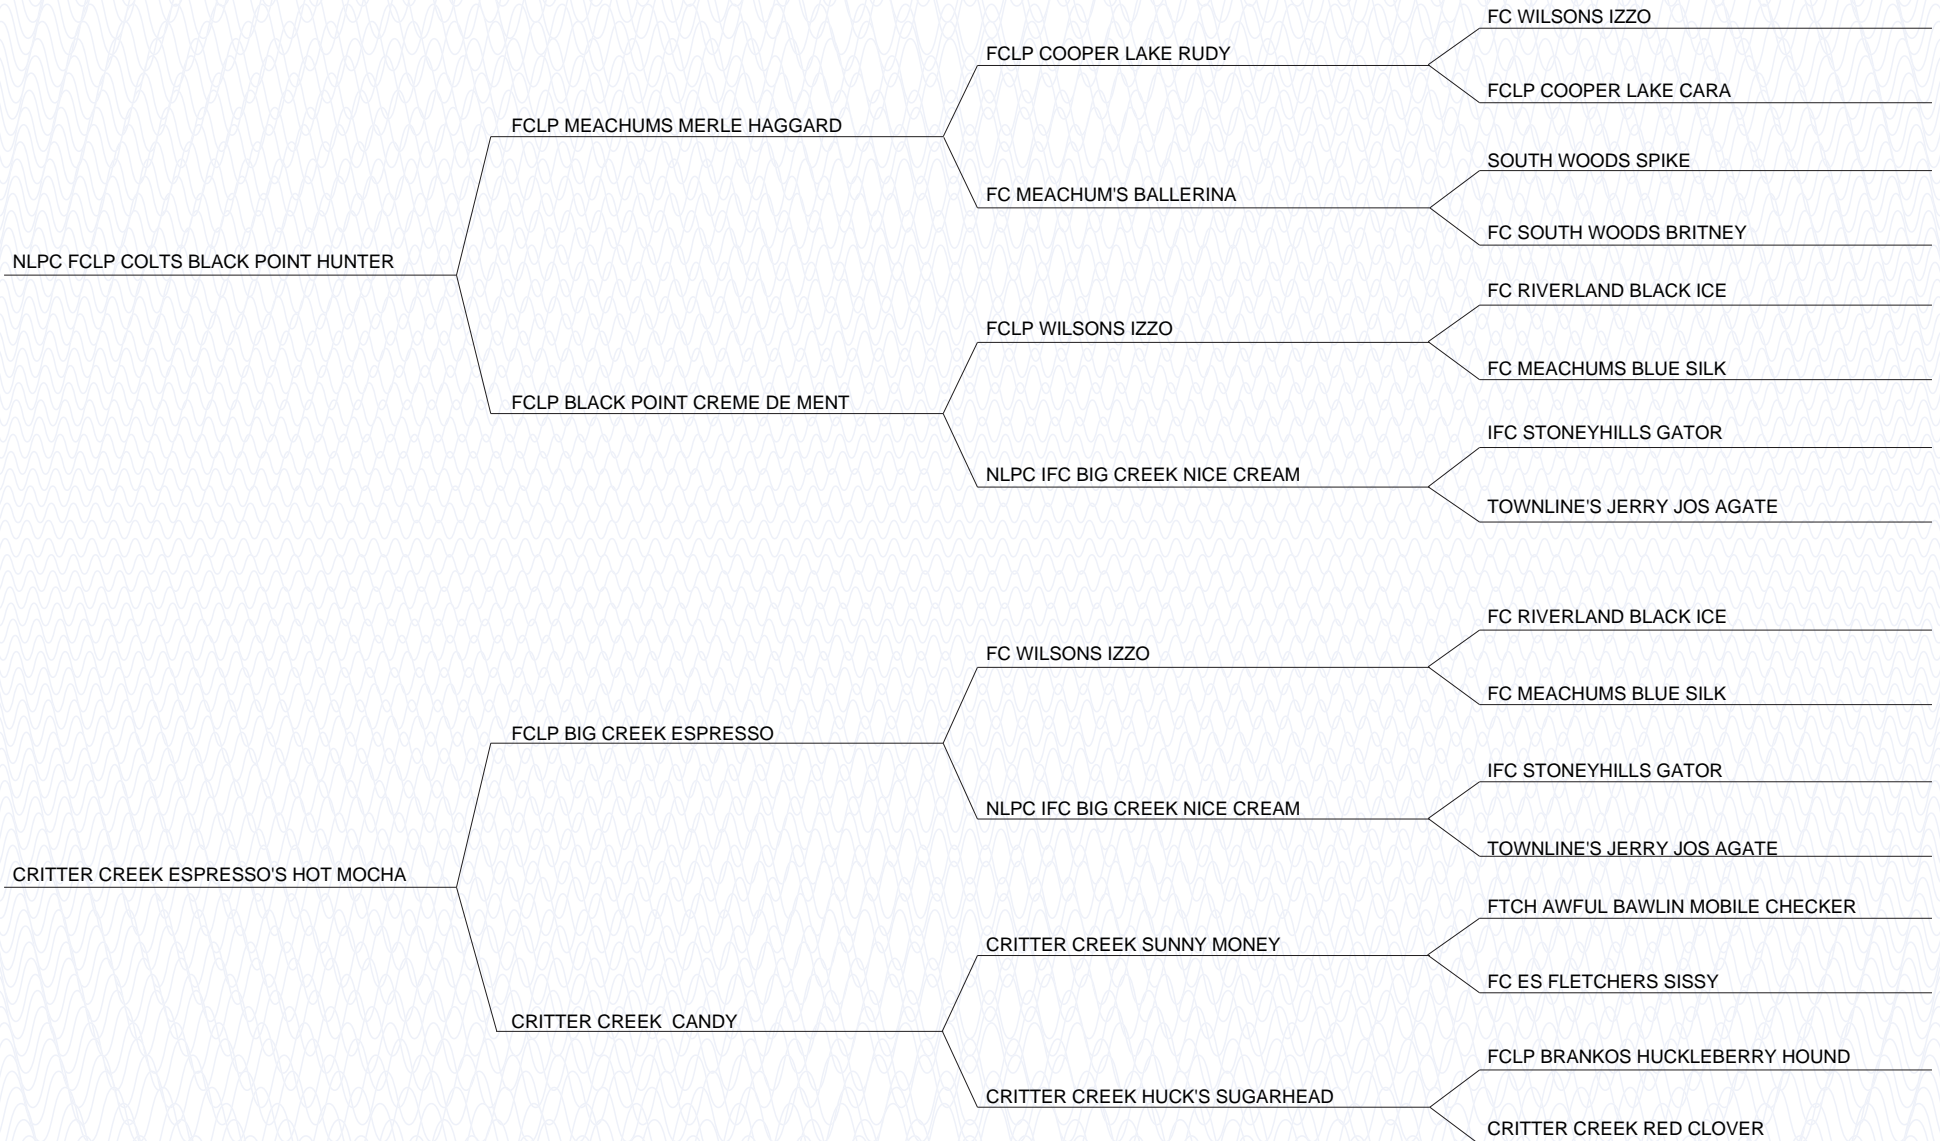 FC WILSONS IZZO
FCLP COOPER LAKE RUDY
FCLP COOPER LAKE CARA
FCLP MEACHUMS MERLE HAGGARD
SOUTH WOODS SPIKE
FC MEACHUM'S BALLERINA
FC SOUTH WOODS BRITNEY
NLPC FCLP COLTS BLACK POINT HUNTER
FC RIVERLAND BLACK ICE
FCLP WILSONS IZZO
FC MEACHUMS BLUE SILK
FCLP BLACK POINT CREME DE MENT
IFC STONEYHILLS GATOR
NLPC IFC BIG CREEK NICE CREAM
TOWNLINE'S JERRY JOS AGATE
FC RIVERLAND BLACK ICE
FC WILSONS IZZO
FC MEACHUMS BLUE SILK
FCLP BIG CREEK ESPRESSO
IFC STONEYHILLS GATOR
NLPC IFC BIG CREEK NICE CREAM
TOWNLINE'S JERRY JOS AGATE
CRITTER CREEK ESPRESSO'S HOT MOCHA
FTCH AWFUL BAWLIN MOBILE CHECKER
CRITTER CREEK SUNNY MONEY
FC ES FLETCHERS SISSY
CRITTER CREEK  CANDY
FCLP BRANKOS HUCKLEBERRY HOUND
CRITTER CREEK HUCK'S SUGARHEAD
CRITTER CREEK RED CLOVER